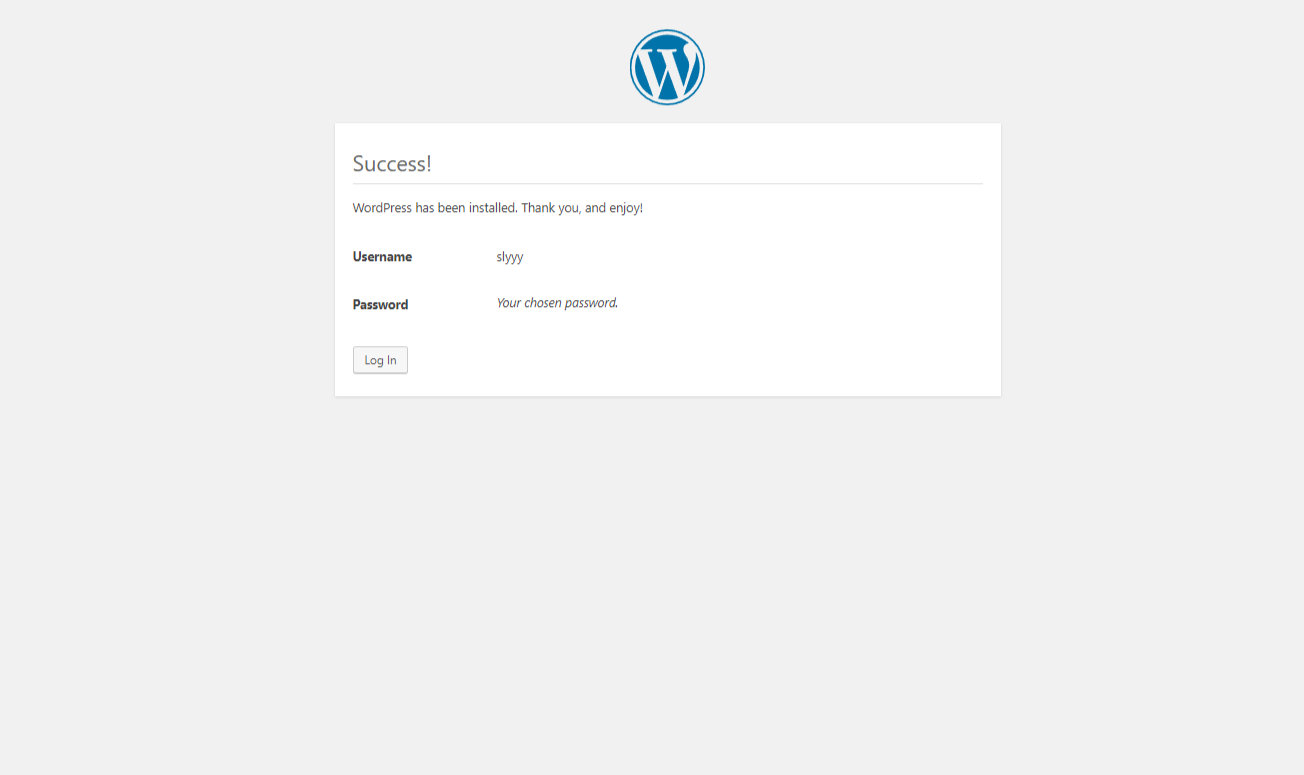 Success!
WordPress has been installed. Thank you, and enjoy!
Username slyyy
Password Your chosen password.
Log In